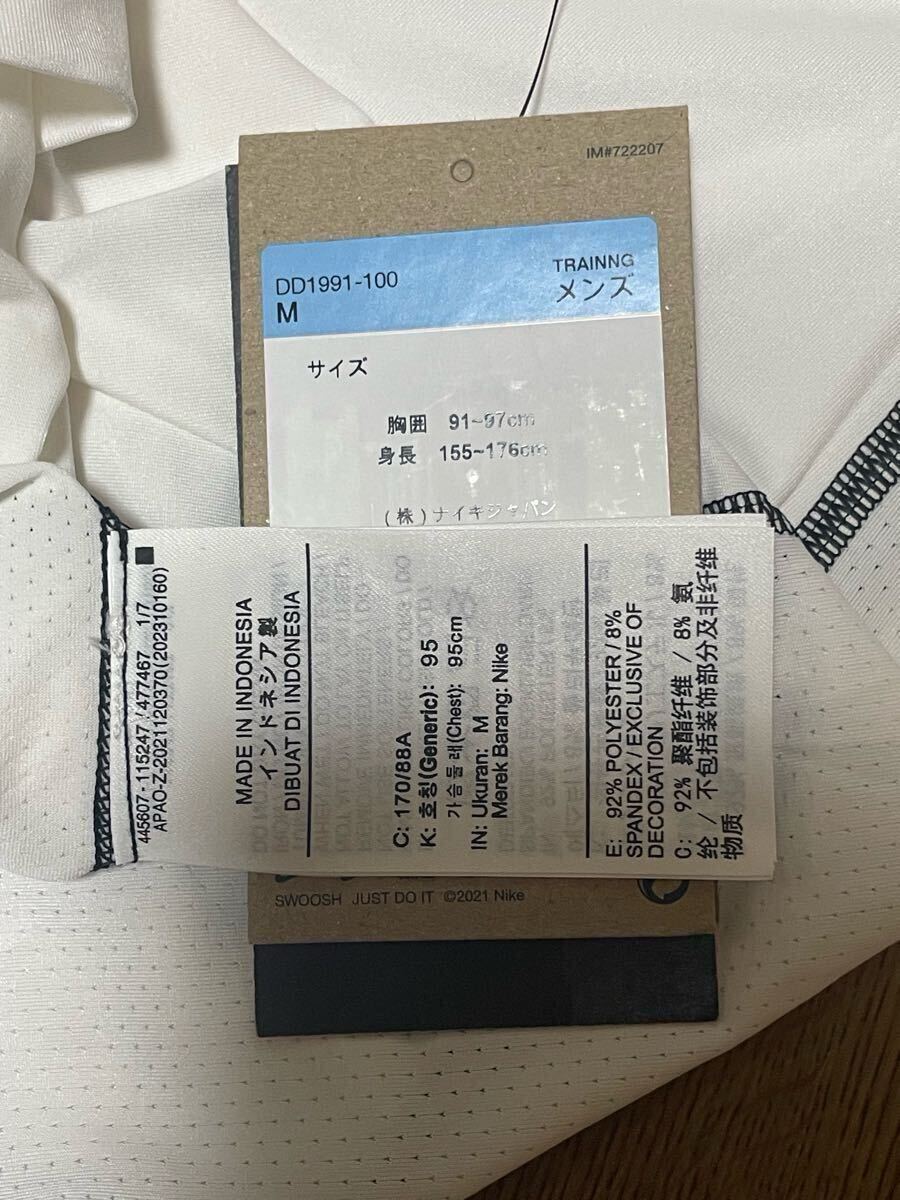 IM#722207
DD1991-100
M
TRAINNG
メンズ
サイズ
胸囲 91~97cm
身長 155~176cm
(株)ナイキジャパン
445607-115247 / 477467 1/7
APAO-Z-2021120370(202310160)
MADE IN INDONESIA
インドネシア製
DIBUAT DI INDONESIA
C: 170/88A
K: 호칭(Generic): 95
가슴둘레(Chest): 95cm
IN: Ukuran: M
Merek Barang: Nike
E: 92% POLYESTER / 8%
SPANDEX / EXCLUSIVE OF
DECORATION
C: 92% 聚酯纤维 / 8% 氨
纶 / 不包括装饰部分及非纤维
物质
SWOOSH JUST DO IT ©2021 Nike